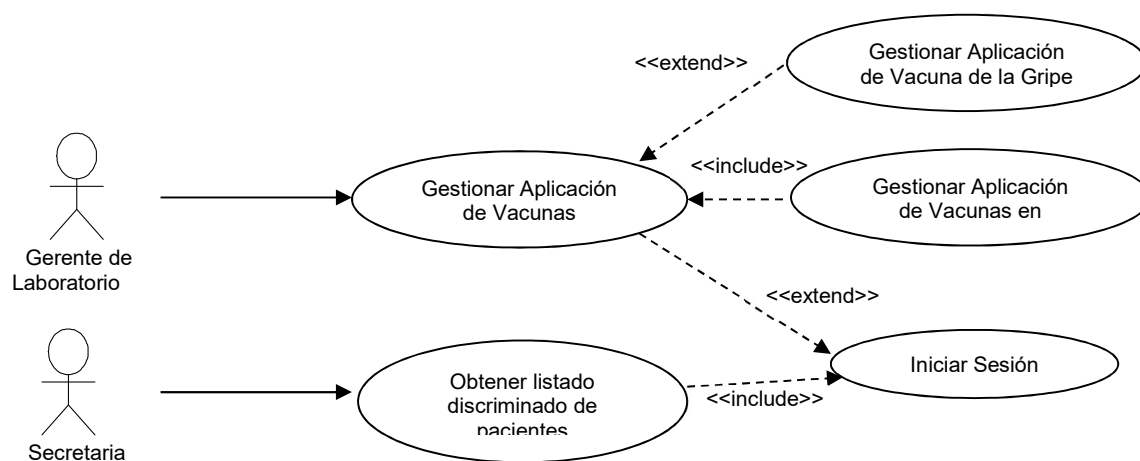 Gestionar Aplicación
de Vacuna de la Gripe
<<extend>>
<<include>>
Gestionar Aplicación
de Vacunas
Gestionar Aplicación
de Vacunas en
Gerente de
Laboratorio
<<extend>>
Iniciar Sesión
Obtener listado
discriminado de
pacientes
<<include>>
Secretaria